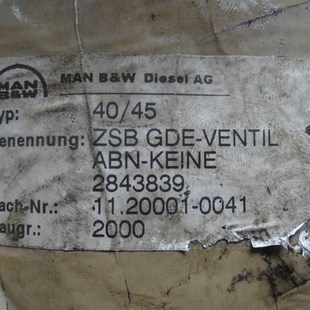 MAN B&W
MAN B&W Diesel AG
yp: 40/45
enennung: ZSB GDE-VENTIL
ABN-KEINE
2843839
ach-Nr.: 11.20001-0041
augr.: 2000